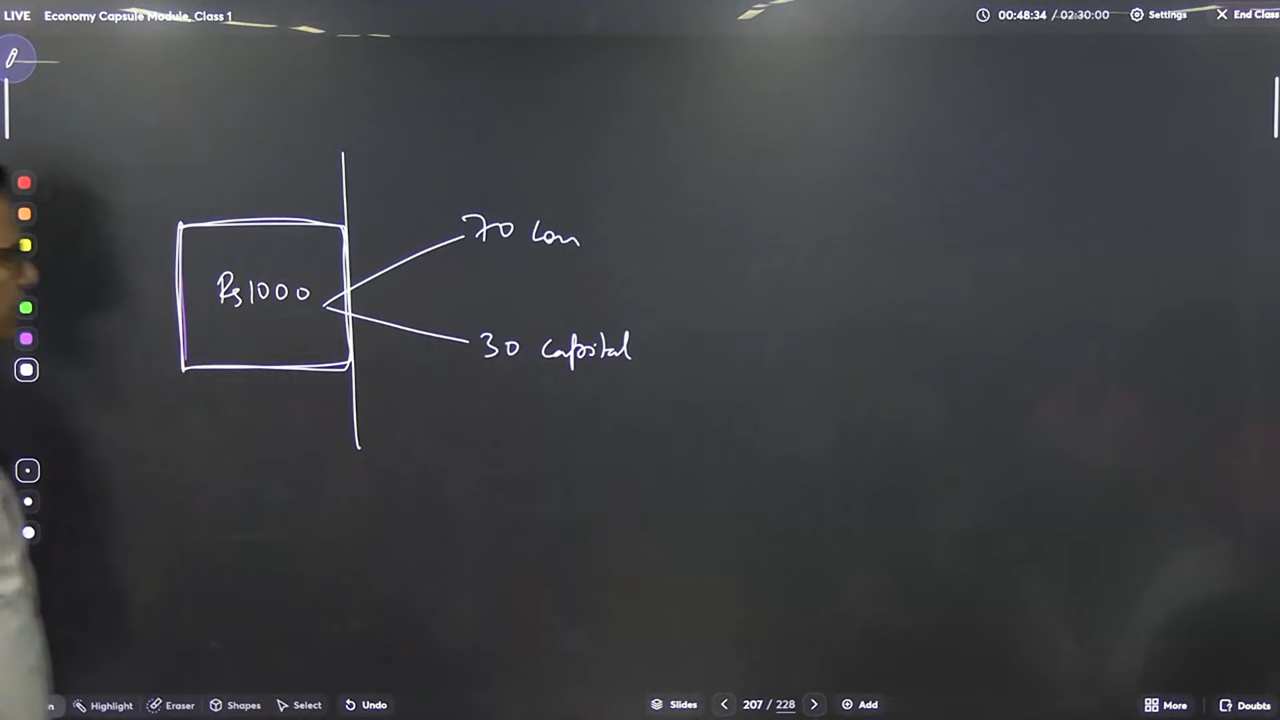 LIVE Economy Capsule Module, Class 1
00:48:34 / 02:30:00 Settings End Class
70 Lon
Rs1000
30 capital
Highlight Eraser Shapes Select Undo Slides 207 / 228 Add More Doubts